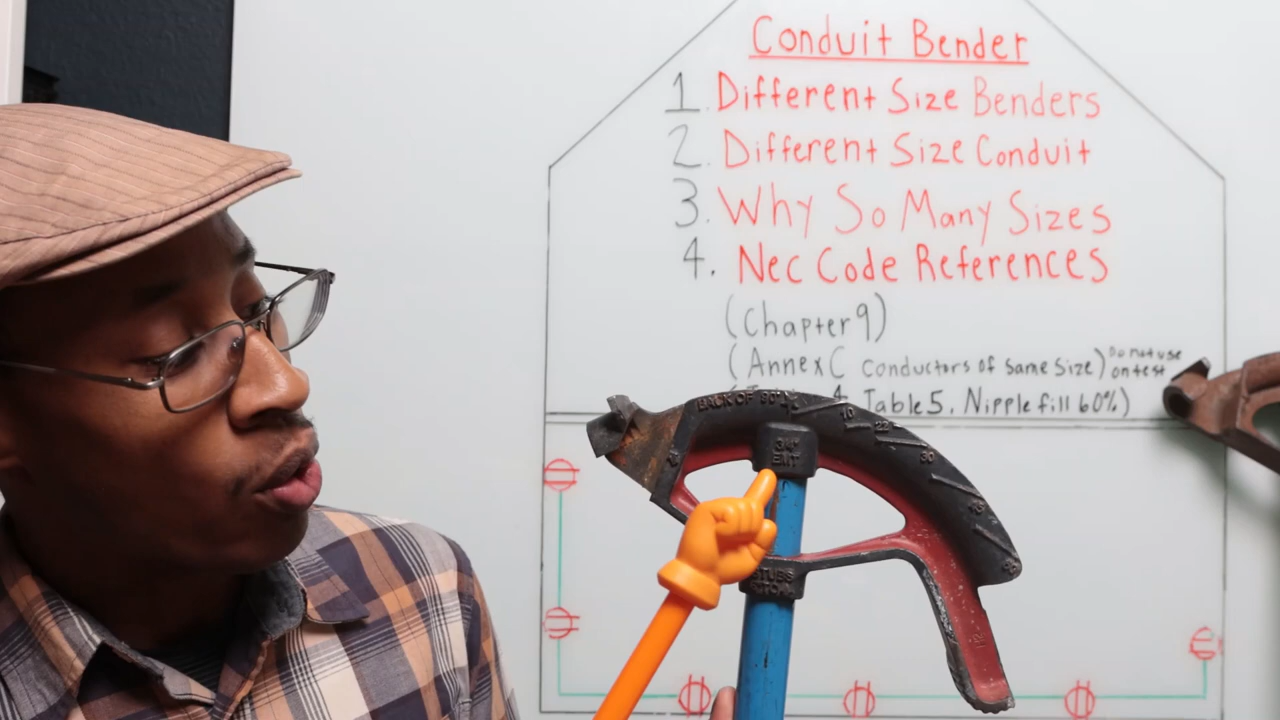 Conduit Bender
1. Different Size Benders
2. Different Size Conduit
3. Why So Many Sizes
4. Nec Code References
(Chapter 9)
(Annex C conductors of Same Size) Do not use on test
4 Table 5. Nipple fill 60%)
BACK OF 90°
10
22
30
3/4"
EMT
STUBS